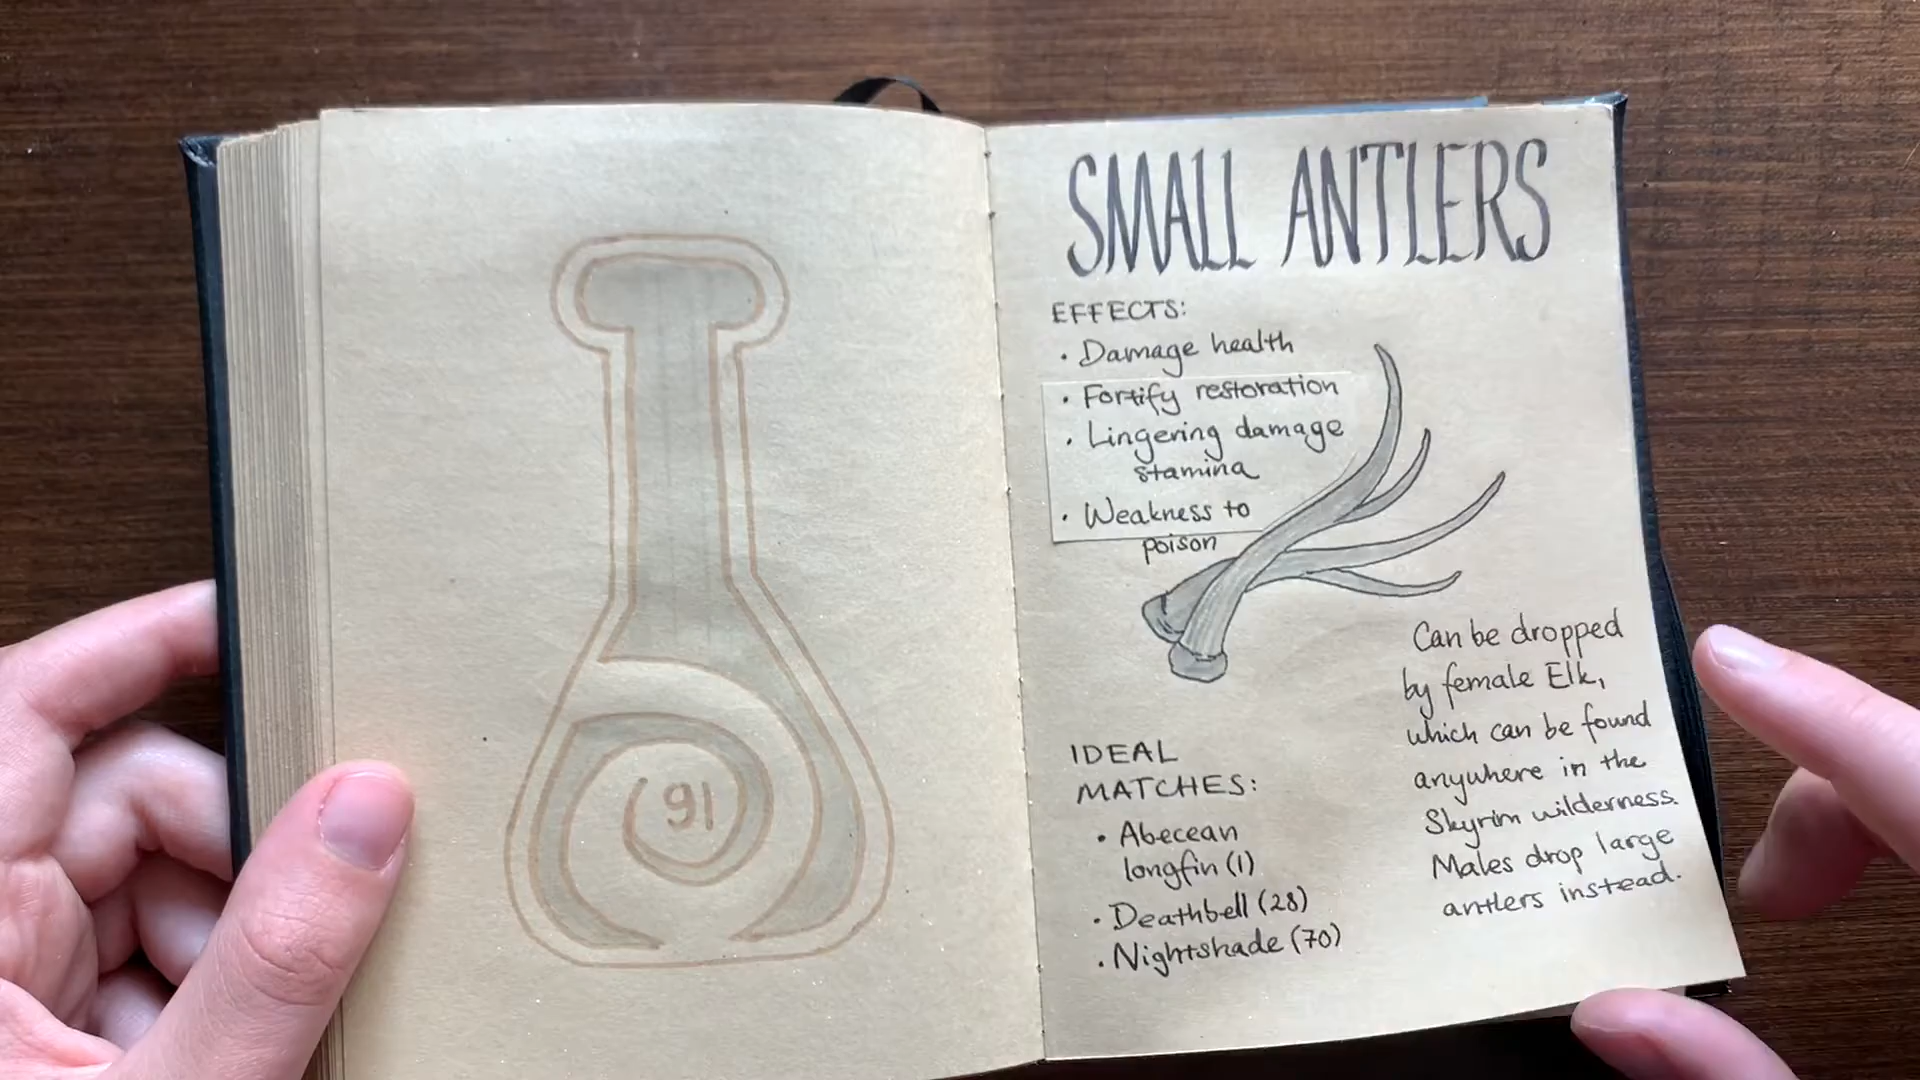 91
SMALL ANTLERS
EFFECTS:
• Damage health
• Fortify restoration
• Lingering damage
stamina
• Weakness to
poison
Can be dropped
by female Elk,
which can be found
anywhere in the
Skyrim wilderness.
Males drop large
antlers instead.
IDEAL
MATCHES:
• Abecean
longfin (1)
• Deathbell (28)
• Nightshade (70)